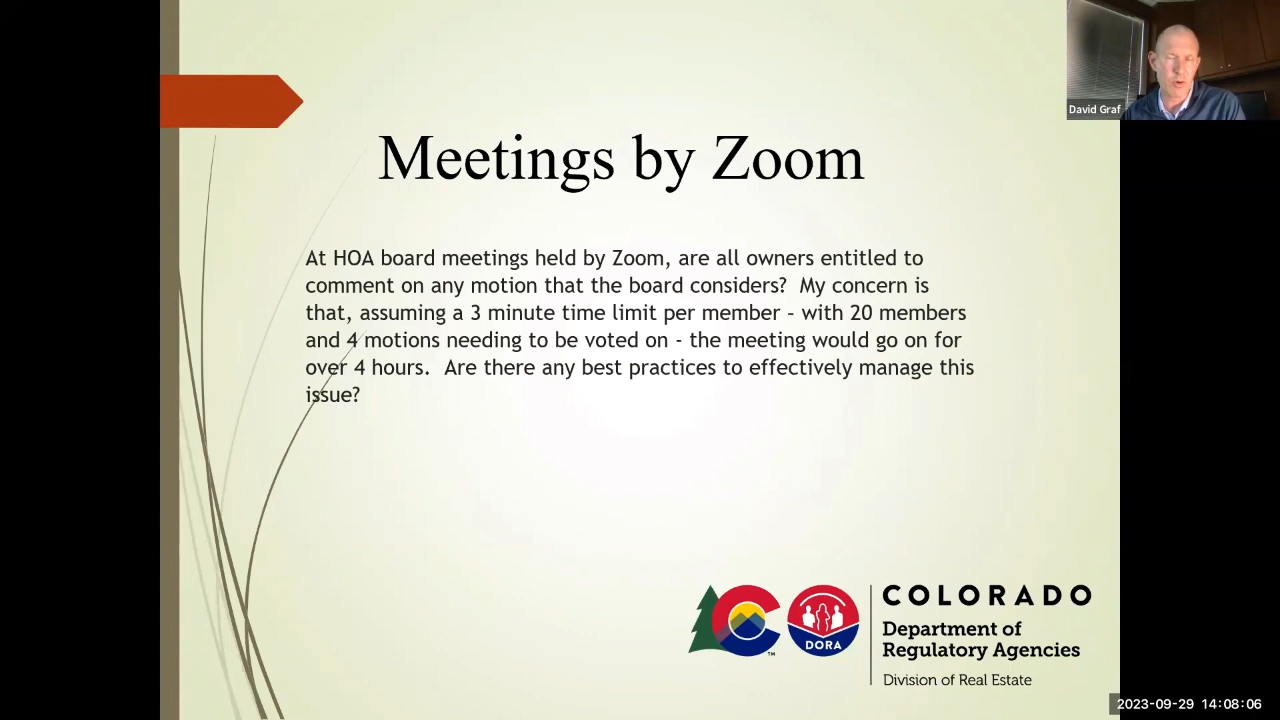 David Graf
Meetings by Zoom
At HOA board meetings held by Zoom, are all owners entitled to
comment on any motion that the board considers?  My concern is
that, assuming a 3 minute time limit per member – with 20 members
and 4 motions needing to be voted on - the meeting would go on for
over 4 hours.  Are there any best practices to effectively manage this
issue?
COLORADO
Department of
Regulatory Agencies
Division of Real Estate
DORA
TM
2023-09-29 14:08:06